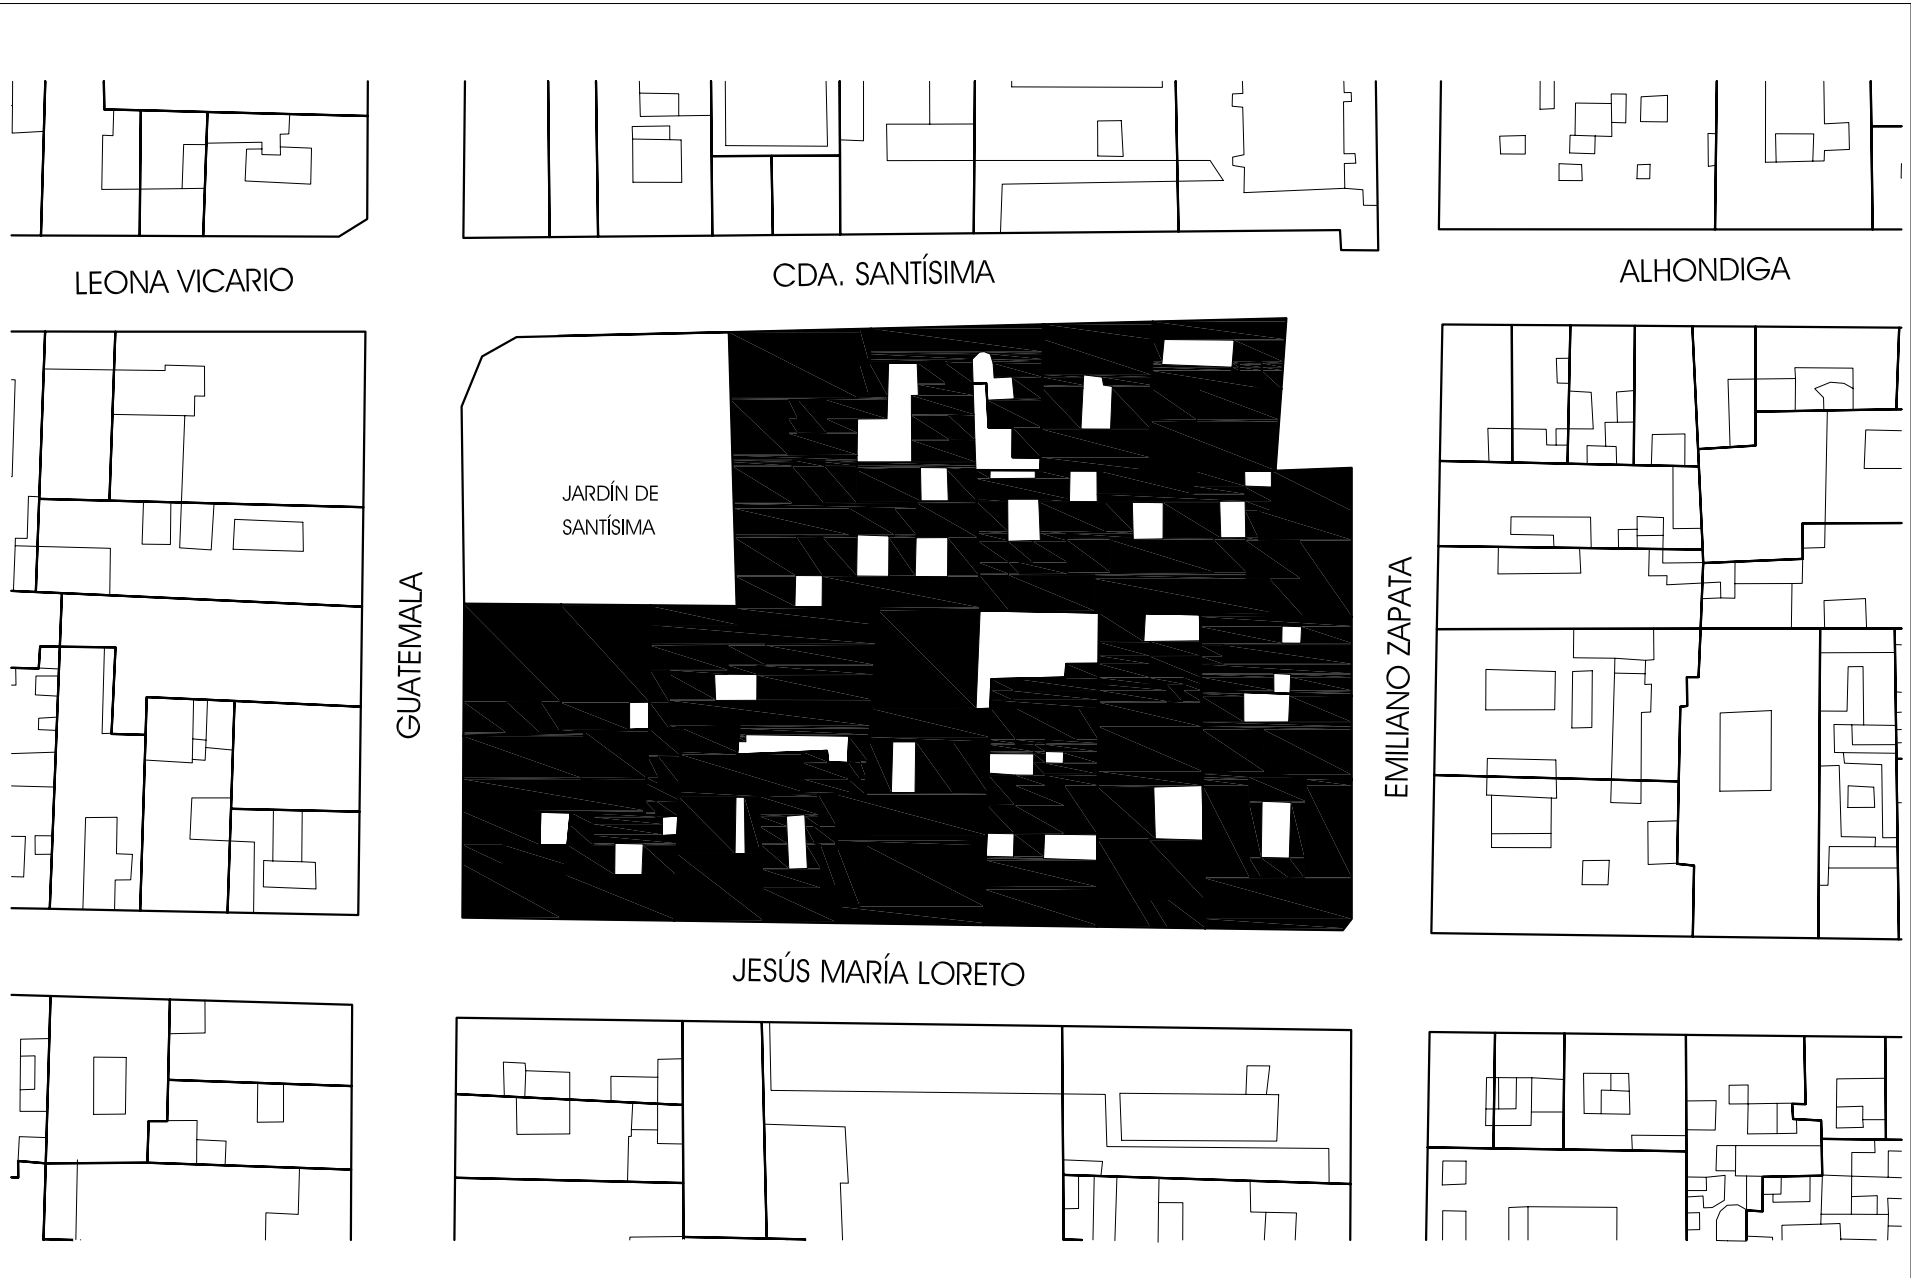 LEONA VICARIO
CDA. SANTÍSIMA
ALHONDIGA
JARDÍN DE
SANTÍSIMA
GUATEMALA
EMILIANO ZAPATA
JESÚS MARÍA LORETO